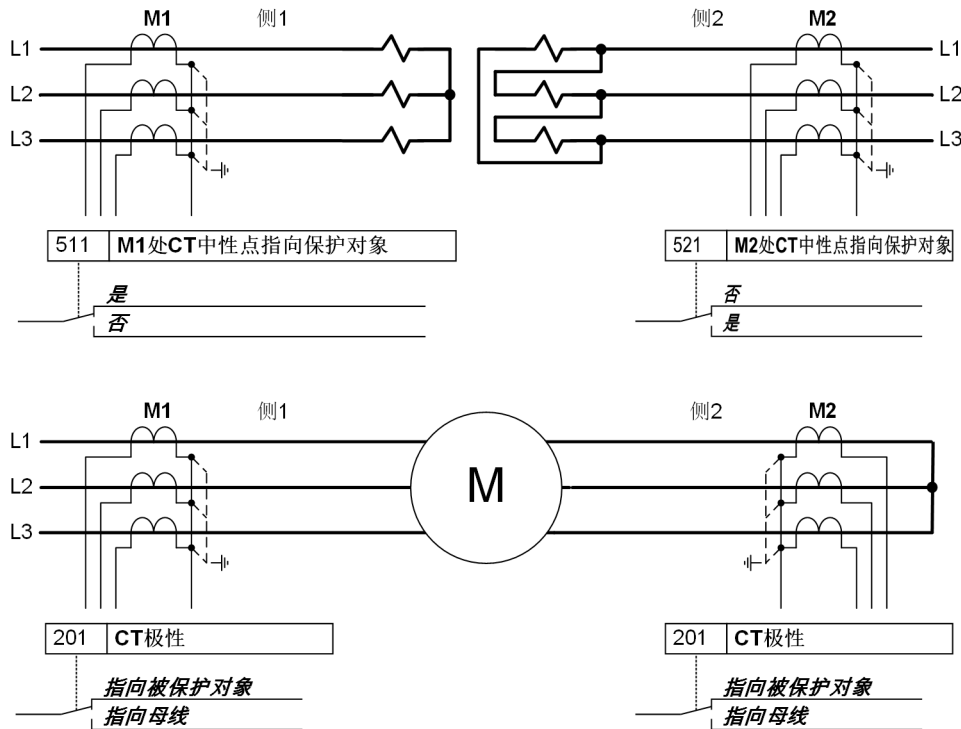 M1 侧1 侧2 M2
L1 L1
L2 L2
L3 L3
511 M1处CT中性点指向保护对象 521 M2处CT中性点指向保护对象
是 否
否 是
M1 侧1 侧2 M2
L1
L2 M
L3
201 CT极性 201 CT极性
指向被保护对象 指向被保护对象
指向母线 指向母线